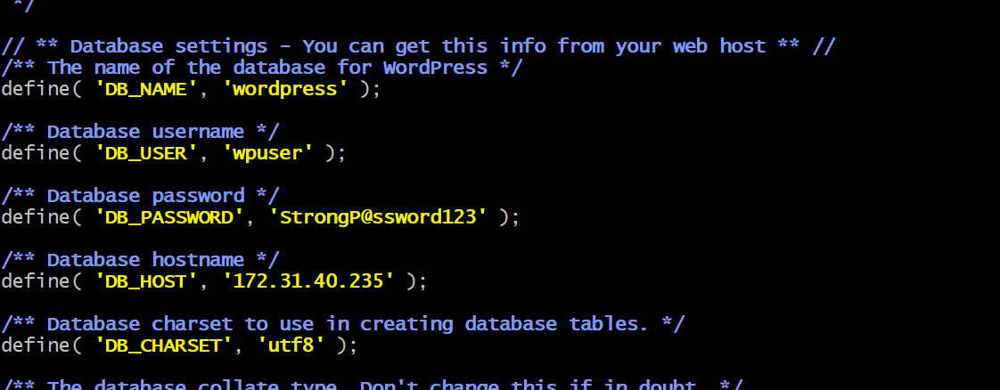 */
// ** Database settings - You can get this info from your web host ** //
/** The name of the database for WordPress */
define( 'DB_NAME', 'wordpress' );
/** Database username */
define( 'DB_USER', 'wpuser' );
/** Database password */
define( 'DB_PASSWORD', 'StrongP@ssword123' );
/** Database hostname */
define( 'DB_HOST', '172.31.40.235' );
/** Database charset to use in creating database tables. */
define( 'DB_CHARSET', 'utf8' );
/** The database collate type. Don't change this if in doubt. */